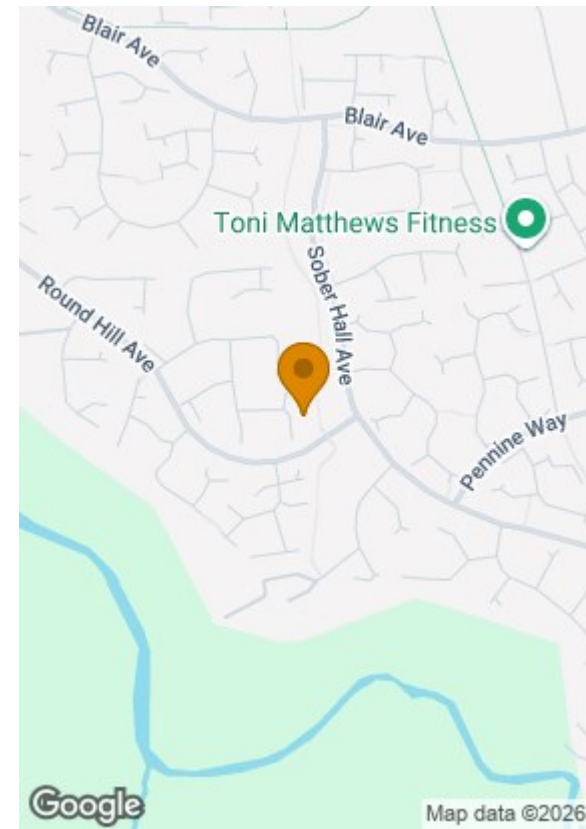 Blair Ave
Blair Ave
Toni Matthews Fitness
Sober Hall Ave
Round Hill Ave
Pennine Way
Google
Map data ©2026